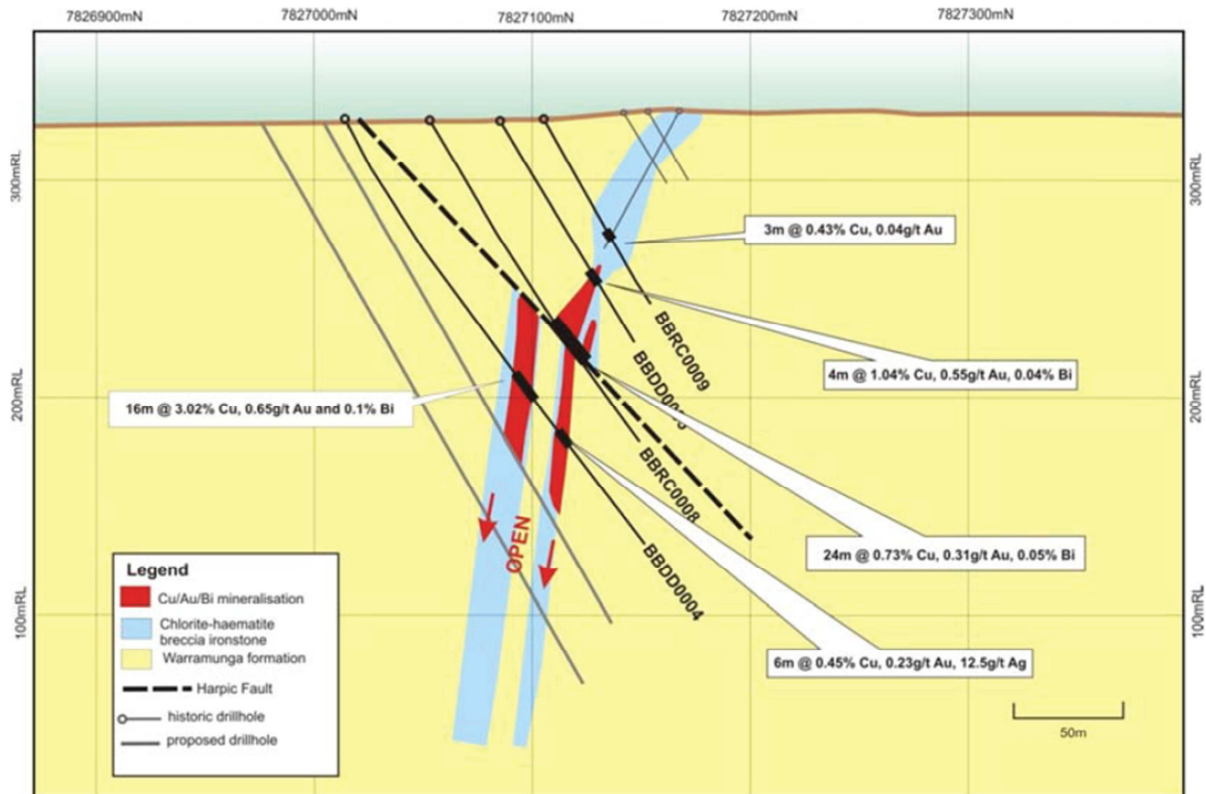 7826900mN
7827000mN
7827100mN
7827200mN
7827300mN
300mRL
300mRL
3m @ 0.43% Cu, 0.04g/t Au
BBRC0009
4m @ 1.04% Cu, 0.55g/t Au, 0.04% Bi
200mRL
200mRL
16m @ 3.02% Cu, 0.65g/t Au and 0.1% Bi
BBRC0008
OPEN
24m @ 0.73% Cu, 0.31g/t Au, 0.05% Bi
BBDD0004
100mRL
100mRL
6m @ 0.45% Cu, 0.23g/t Au, 12.5g/t Ag
Legend
Cu/Au/Bi mineralisation
Chlorite-haematite
breccia ironstone
Warramunga formation
Harpic Fault
historic drillhole
proposed drillhole
50m